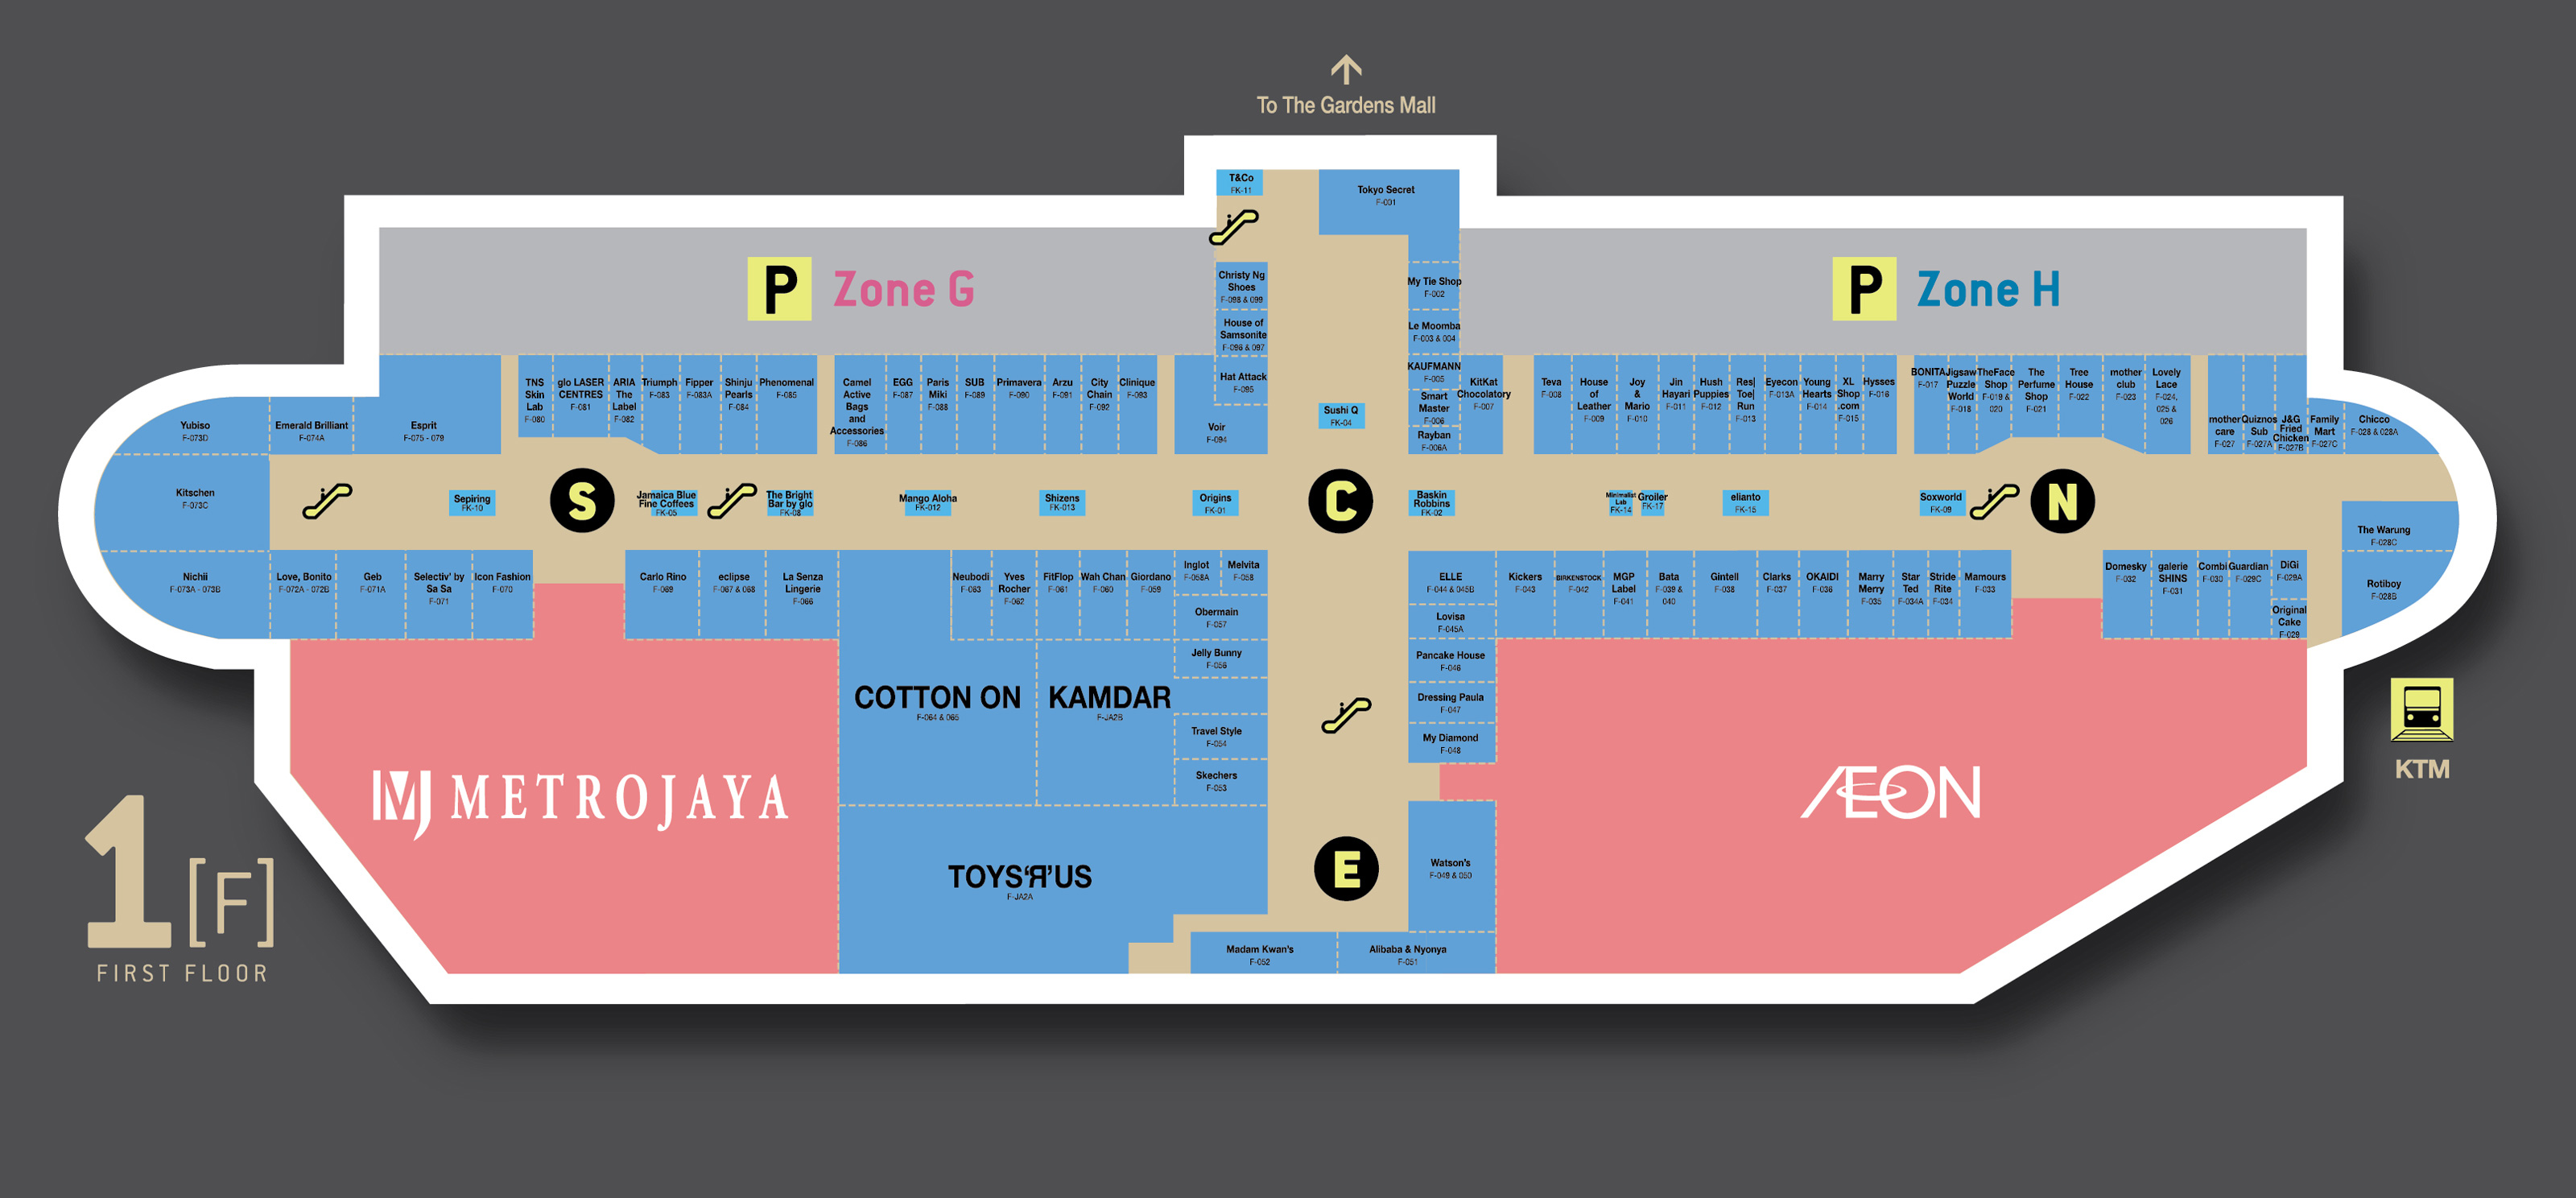 To The Gardens Mall
T&Co
FK-11
Tokyo Secret
F-001
P Zone G
P Zone H
Christy Ng
Shoes
F-098 & 099
House of
Samsonite
F-096 & 097
Hat Attack
F-095
Voir
F-094
My Tie Shop
F-002
Le Moomba
F-003 & 004
KAUFMANN
F-005
Smart
Master
F-006
Rayban
F-006A
KitKat
Chocolatory
F-007
Sushi Q
FK-04
Yubiso
F-073D
Emerald Brilliant
F-074A
Esprit
F-075 - 079
TNS
Skin
Lab
F-080
glo LASER
CENTRES
F-081
ARIA
The
Label
F-082
Triumph
F-083
Fipper
F-083A
Shinju
Pearls
F-084
Phenomenal
F-085
Camel
Active
Bags
and
Accessories
F-086
EGG
F-087
Paris
Miki
F-088
SUB
F-089
Primavera
F-090
Arzu
F-091
City
Chain
F-092
Clinique
F-093
Teva
F-008
House
of
Leather
F-009
Joy
&
Mario
F-010
Jin
Hayari
F-011
Hush
Puppies
F-012
Res|
Toe|
Run
F-013
Eyecon
F-013A
Young
Hearts
F-014
XL
Shop
.com
F-015
Hysses
F-016
BONITA
F-017
Jigsaw
Puzzle
World
F-018
TheFace
Shop
F-019 &
020
The
Perfume
Shop
F-021
Tree
House
F-022
mother
club
F-023
Lovely
Lace
F-024,
025 &
026
mother
care
F-027
Quiznos
Sub
F-027A
J&G
Fried
Chicken
F-027B
Family
Mart
F-027C
Chicco
F-028 & 028A
Kitschen
F-073C
Sepiring
FK-10
S
Jamaica Blue
Fine Coffees
FK-05
The Bright
Bar by glo
FK-08
Mango Aloha
FK-012
Shizens
FK-013
Origins
FK-01
C
Baskin
Robbins
FK-02
Minimalist
Lab
FK-14
Groiler
FK-17
elianto
FK-15
Soxworld
FK-09
N
The Warung
F-028C
Rotiboy
F-028B
Nichii
F-073A - 073B
Love, Bonito
F-072A - 072B
Geb
F-071A
Selectiv' by
Sa Sa
F-071
Icon Fashion
F-070
Carlo Rino
F-069
eclipse
F-067 & 068
La Senza
Lingerie
F-066
Neubodi
F-063
Yves
Rocher
F-062
FitFlop
F-061
Wah Chan
F-060
Giordano
F-059
Inglot
F-058A
Melvita
F-058
Obermain
F-057
Jelly Bunny
F-056
Travel Style
F-054
Skechers
F-053
ELLE
F-044 & 045B
Lovisa
F-045A
Pancake House
F-046
Dressing Paula
F-047
My Diamond
F-048
Kickers
F-043
BIRKENSTOCK
F-042
MGP
Label
F-041
Bata
F-039 &
040
Gintell
F-038
Clarks
F-037
OKAIDI
F-036
Marry
Merry
F-035
Star
Ted
F-034A
Stride
Rite
F-034
Mamours
F-033
Domesky
F-032
galerie
SHINS
F-031
Combi
F-030
Guardian
F-029C
DiGi
F-029A
Original
Cake
F-029
COTTON ON
F-064 & 065
KAMDAR
F-JA2B
MJ METROJAYA
AEON
KTM
TOYS"R"US
F-JA2A
E
Watson's
F-049 & 050
Madam Kwan's
F-052
Alibaba & Nyonya
F-051
1 [F]
FIRST FLOOR